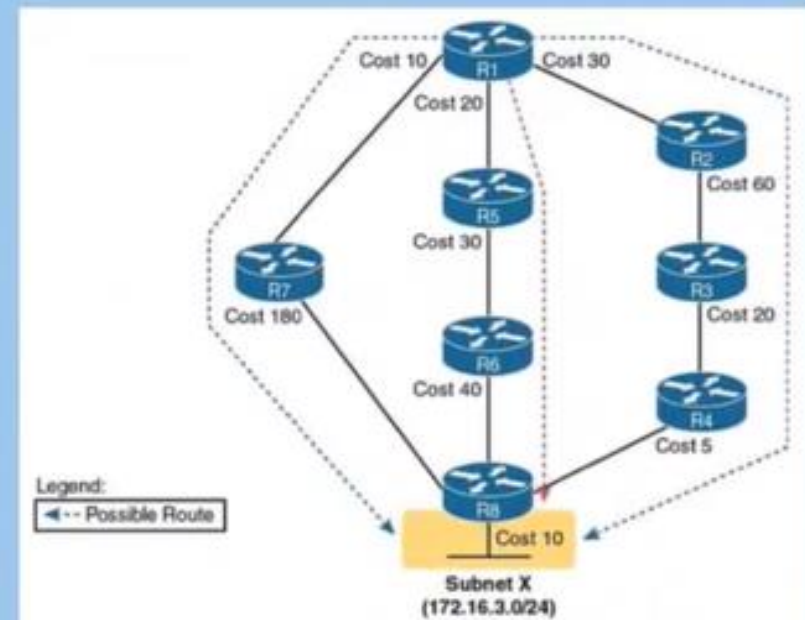 Cost 10
R1
Cost 30
Cost 20
R2
Cost 60
R5
Cost 30
R7
Cost 180
R3
Cost 20
R6
Cost 40
R4
Cost 5
Legend:
Possible Route
R8
Cost 10
Subnet X
(172.16.3.0/24)